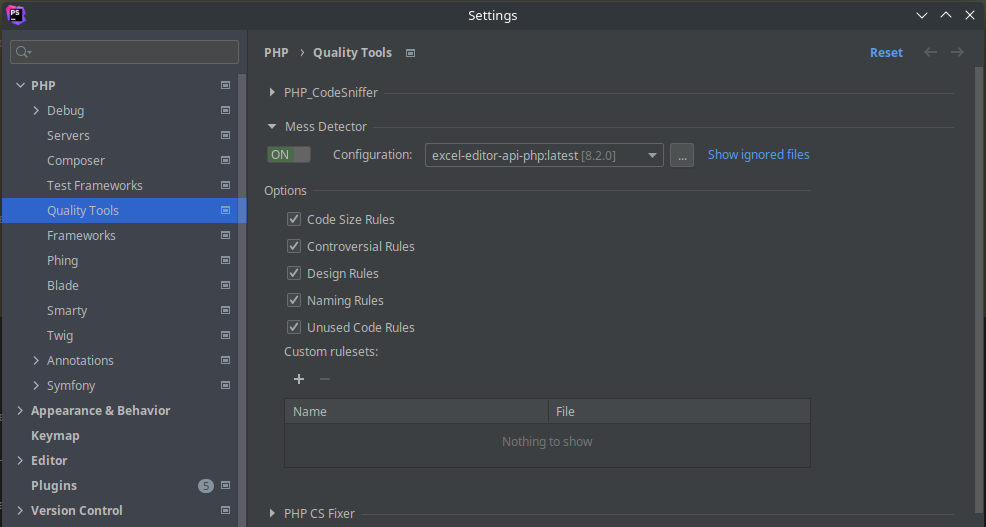 PS
Settings
PHP
Debug
Servers
Composer
Test Frameworks
Quality Tools
Frameworks
Phing
Blade
Smarty
Twig
Annotations
Symfony
Appearance & Behavior
Keymap
Editor
Plugins 5
Version Control
PHP › Quality Tools Reset
PHP_CodeSniffer
Mess Detector
ON Configuration: excel-editor-api-php:latest [8.2.0] ... Show ignored files
Options
Code Size Rules
Controversial Rules
Design Rules
Naming Rules
Unused Code Rules
Custom rulesets:
Name File
Nothing to show
PHP CS Fixer